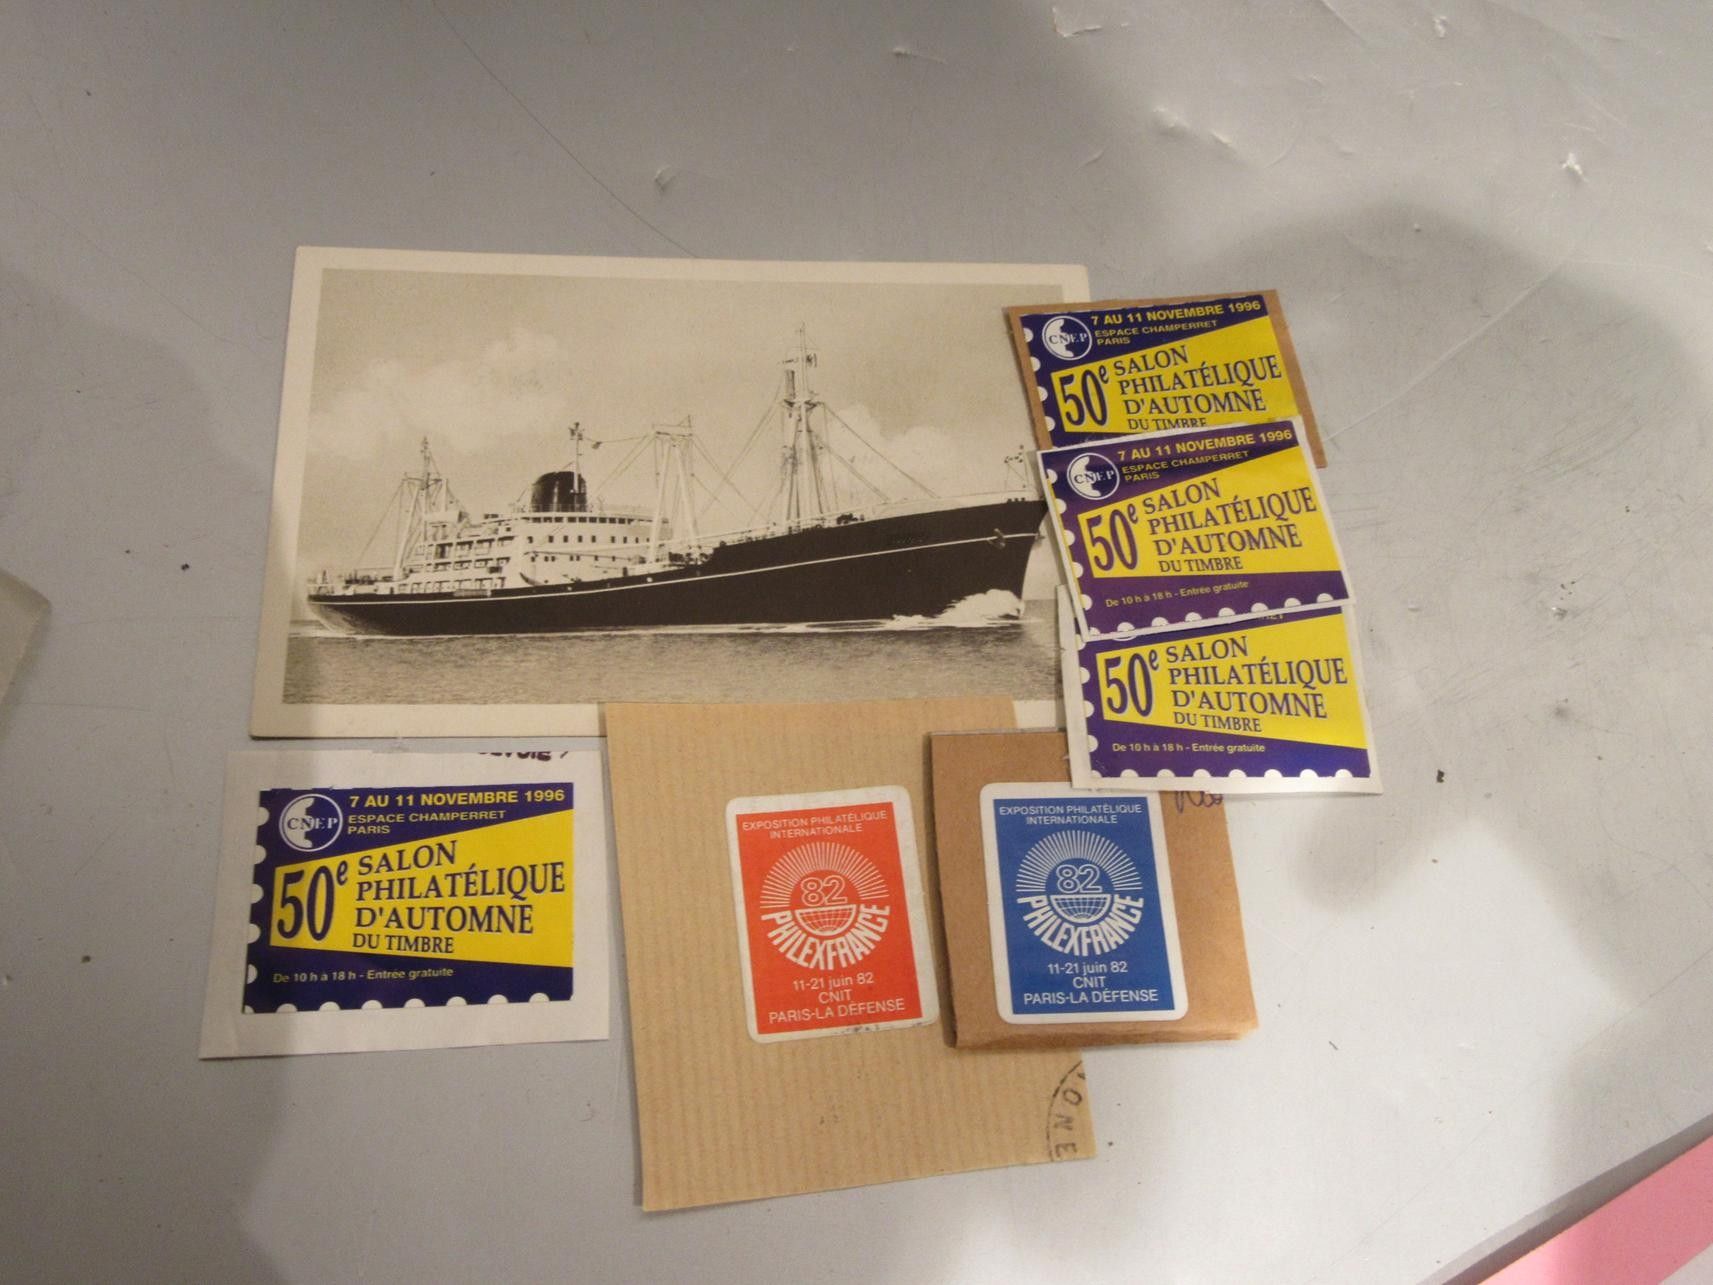 7 AU 11 NOVEMBRE 1996
CNEP
ESPACE CHAMPERRET
PARIS
50e SALON
PHILATÉLIQUE
D'AUTOMNE
DU TIMBRE
7 AU 11 NOVEMBRE 1996
CNEP
ESPACE CHAMPERRET
PARIS
50e SALON
PHILATÉLIQUE
D'AUTOMNE
DU TIMBRE
De 10 h à 18 h - Entrée gratuite
50e SALON
PHILATÉLIQUE
D'AUTOMNE
DU TIMBRE
De 10 h à 18 h - Entrée gratuite
7 AU 11 NOVEMBRE 1996
CNEP
ESPACE CHAMPERRET
PARIS
50e SALON
PHILATÉLIQUE
D'AUTOMNE
DU TIMBRE
De 10 h à 18 h - Entrée gratuite
EXPOSITION PHILATÉLIQUE
INTERNATIONALE
82
PHILEXFRANCE
11-21 juin 82
CNIT
PARIS-LA DÉFENSE
EXPOSITION PHILATÉLIQUE
INTERNATIONALE
82
PHILEXFRANCE
11-21 juin 82
CNIT
PARIS-LA DÉFENSE
ONE